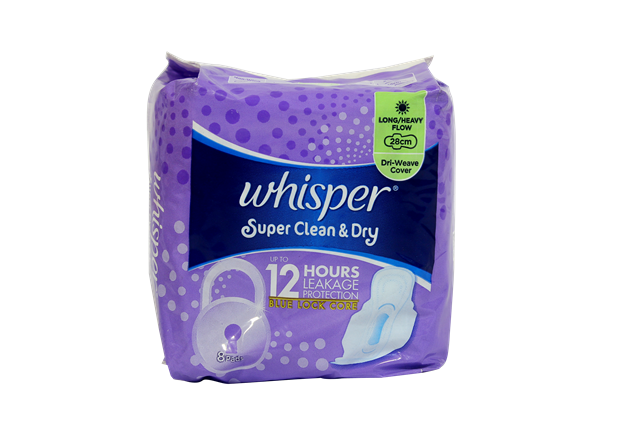 LONG/HEAVY
FLOW
28cm
Dri-Weave
Cover
whisper®
Super Clean & Dry
UP TO
12 HOURS
LEAKAGE
PROTECTION
BLUE LOCK CORE
8
whisper